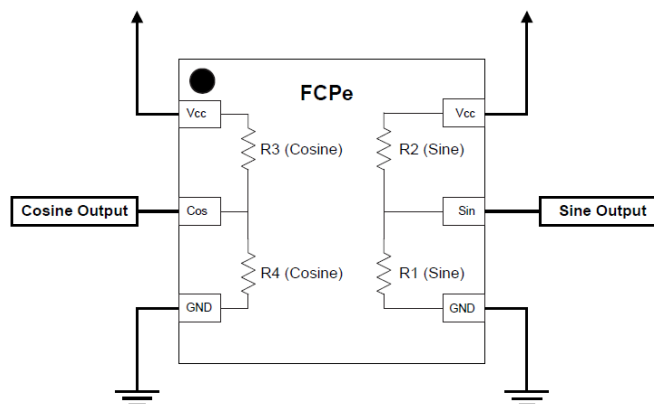 FCPe
Vcc
Vcc
R3 (Cosine)
R2 (Sine)
Cosine Output
Cos
Sin
Sine Output
R4 (Cosine)
R1 (Sine)
GND
GND